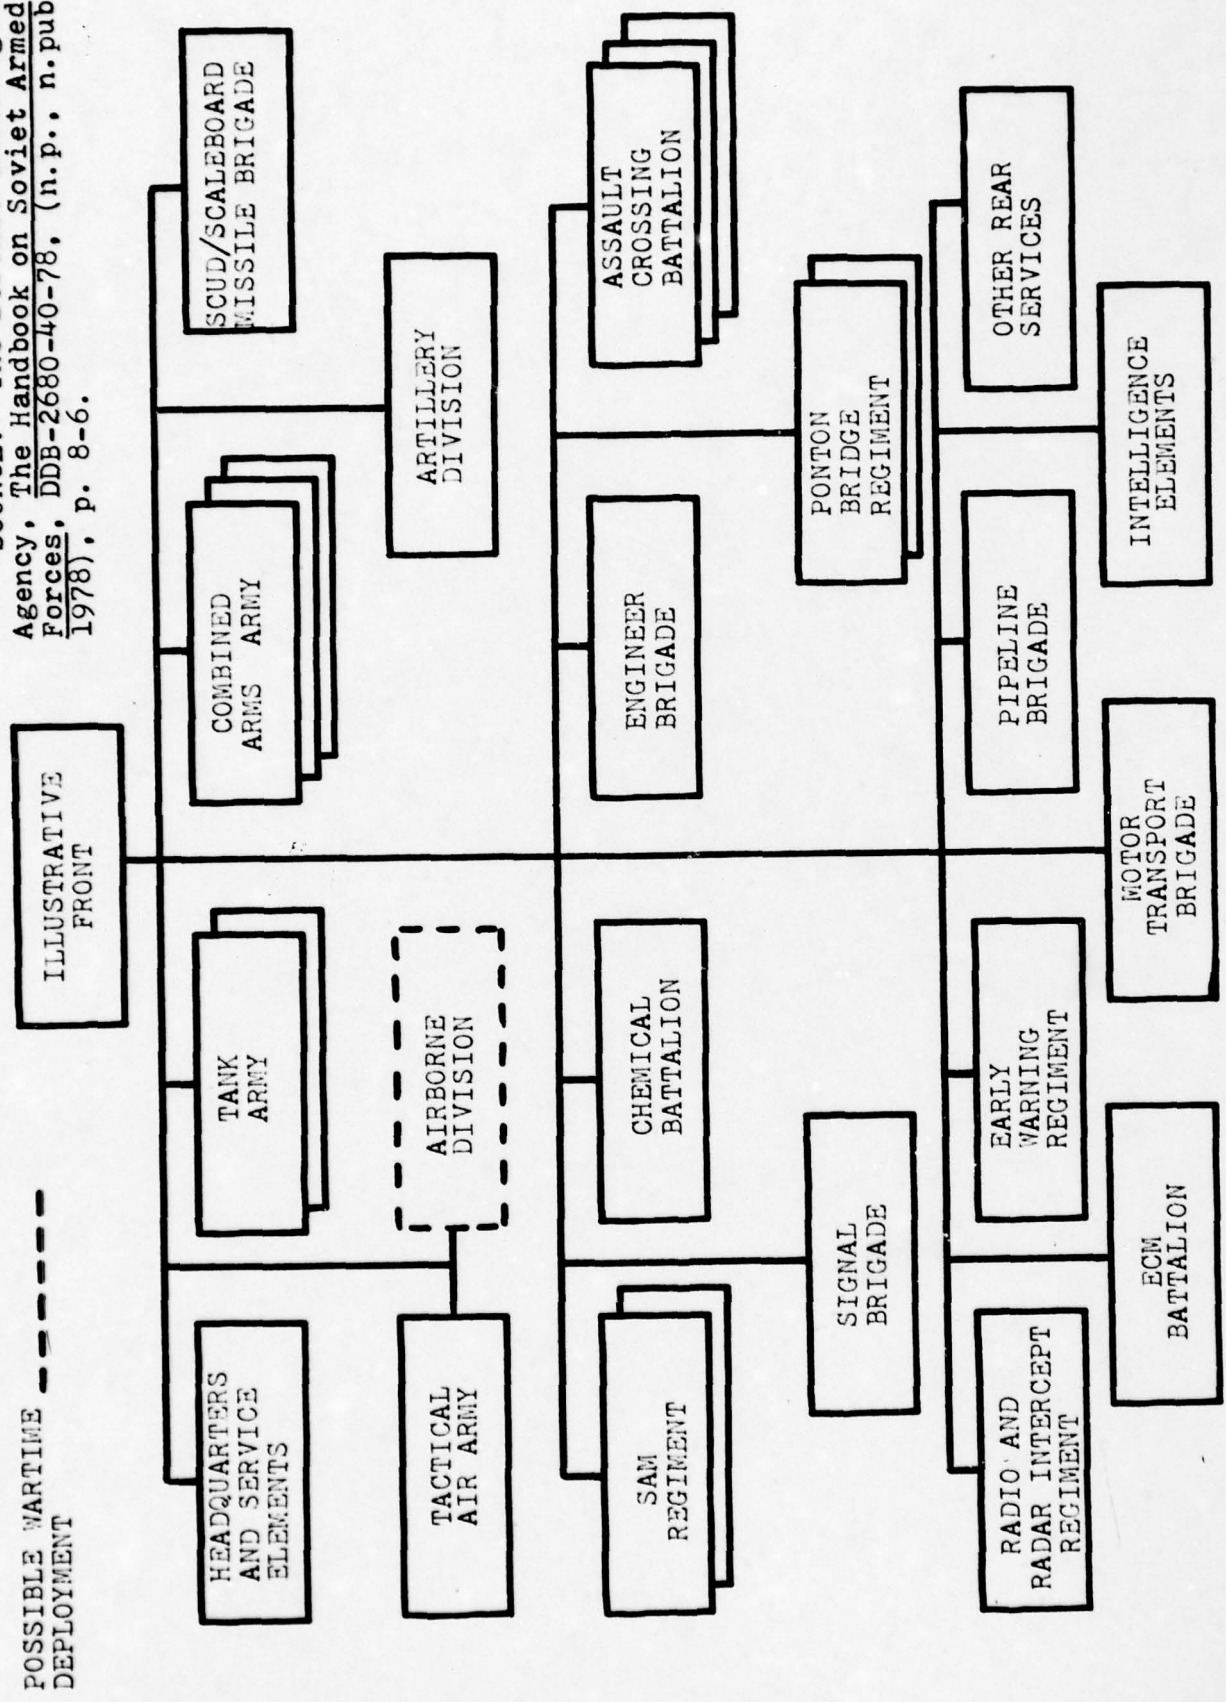 POSSIBLE WARTIME
DEPLOYMENT
Agency, The Handbook on Soviet Armed
Forces, DDB-2680-40-78, (n.p., n.pub
1978), p. 8-6.
ILLUSTRATIVE
FRONT
HEADQUARTERS
AND SERVICE
ELEMENTS
TANK
ARMY
COMBINED
ARMS ARMY
SCUD/SCALEBOARD
MISSILE BRIGADE
TACTICAL
AIR ARMY
AIRBORNE
DIVISION
ARTILLERY
DIVISION
SAM
REGIMENT
CHEMICAL
BATTALION
ENGINEER
BRIGADE
ASSAULT
CROSSING
BATTALION
SIGNAL
BRIGADE
PONTON
BRIDGE
REGIMENT
RADIO AND
RADAR INTERCEPT
REGIMENT
EARLY
WARNING
REGIMENT
PIPELINE
BRIGADE
OTHER REAR
SERVICES
ECM
BATTALION
MOTOR
TRANSPORT
BRIGADE
INTELLIGENCE
ELEMENTS